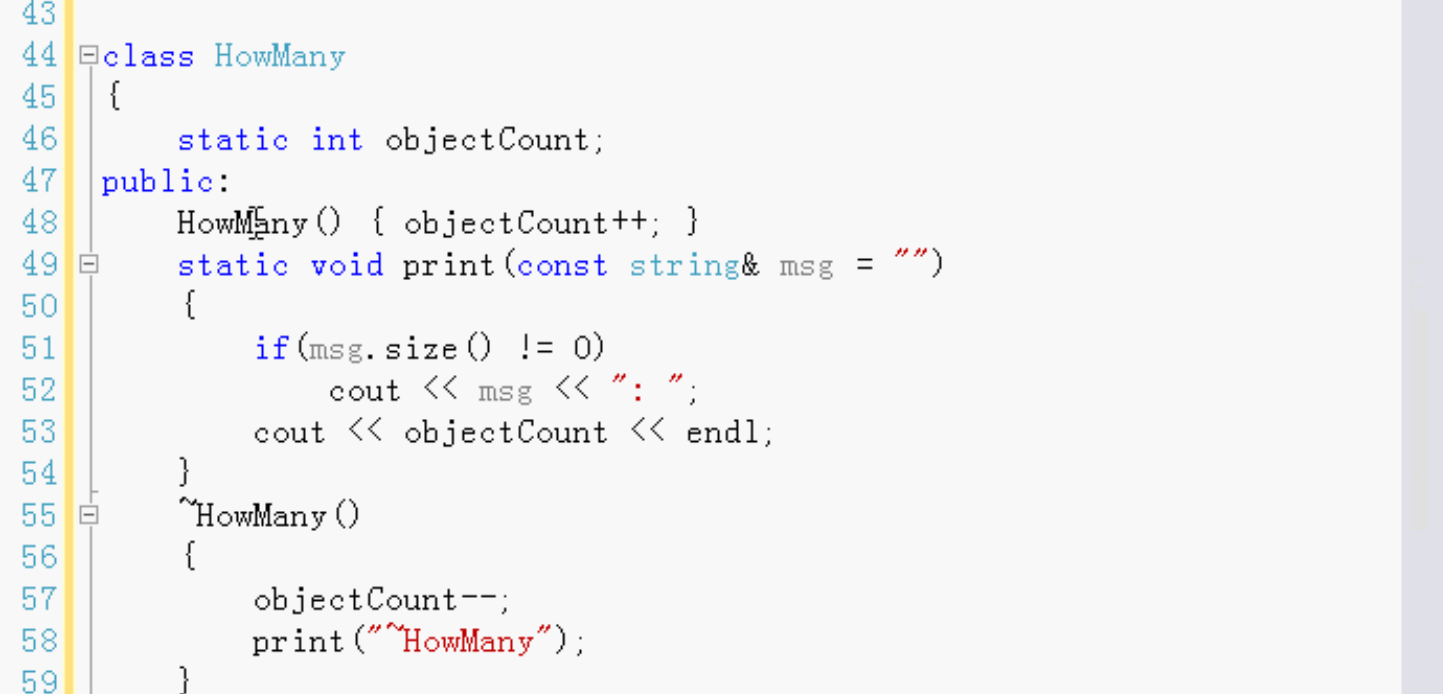 43
44 class HowMany
45 {
46 static int objectCount;
47 public:
48 HowMany() { objectCount++; }
49 static void print(const string& msg = "")
50 {
51 if(msg.size() != 0)
52 cout << msg << ": ";
53 cout << objectCount << endl;
54 }
55 ~HowMany()
56 {
57 objectCount--;
58 print("~HowMany");
59 }